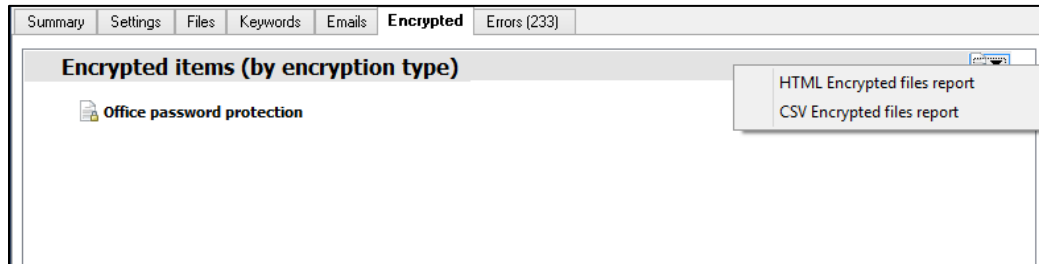 Summary Settings Files Keywords Emails Encrypted Errors (233)
Encrypted items (by encryption type)
HTML Encrypted files report
Office password protection
CSV Encrypted files report